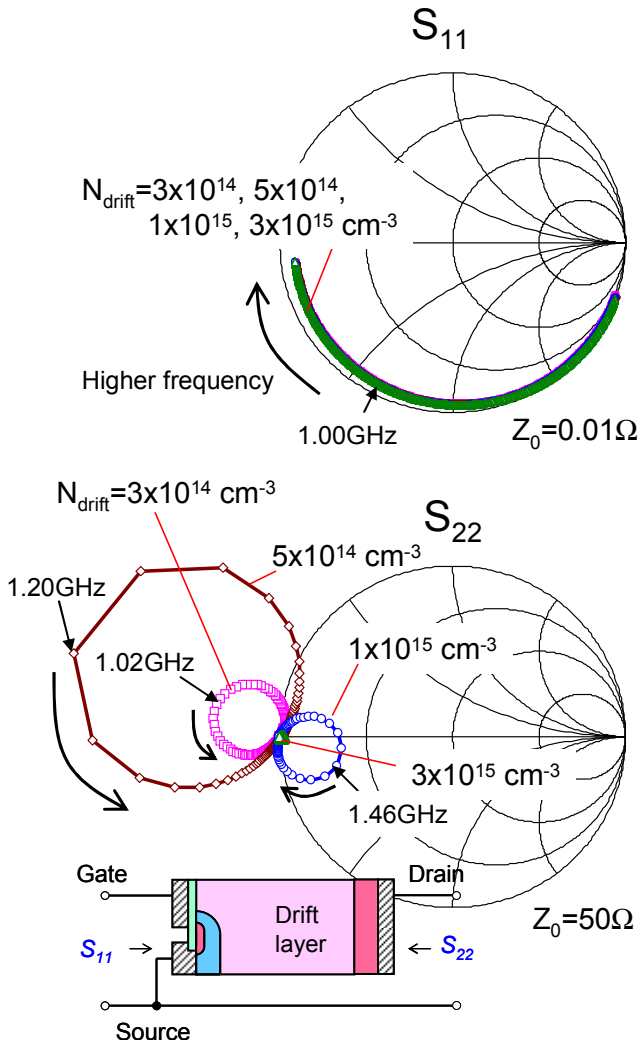 S₁₁
N_drift=3x10¹⁴, 5x10¹⁴,
1x10¹⁵, 3x10¹⁵ cm⁻³
Higher frequency
1.00GHz
Z₀=0.01Ω
N_drift=3x10¹⁴ cm⁻³
S₂₂
5x10¹⁴ cm⁻³
1.20GHz
1.02GHz
1x10¹⁵ cm⁻³
3x10¹⁵ cm⁻³
1.46GHz
Gate
Drain
Z₀=50Ω
Drift
layer
S₁₁
S₂₂
Source